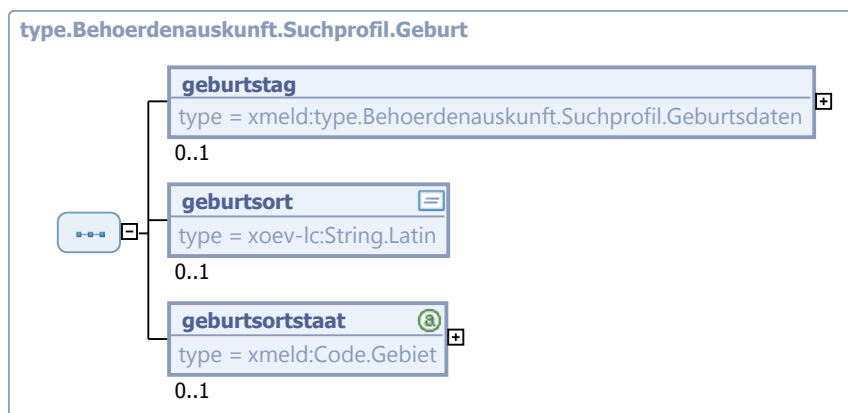 type.Behoerdenauskunft.Suchprofil.Geburt
geburtstag
type = xmeld:type.Behoerdenauskunft.Suchprofil.Geburtsdaten
0..1
geburtsort
type = xoev-lc:String.Latin
0..1
geburtsortstaat
a
type = xmeld:Code.Gebiet
0..1